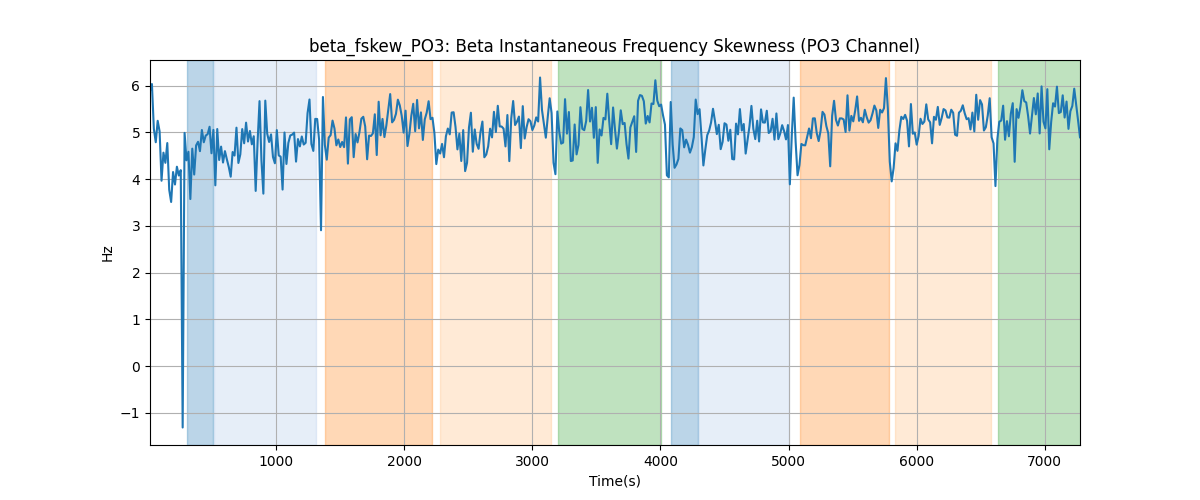 beta_fskew_PO3: Beta Instantaneous Frequency Skewness (PO3 Channel)
6
5
4
3
2
1
0
−1
Hz
1000 2000 3000 4000 5000 6000 7000
Time(s)